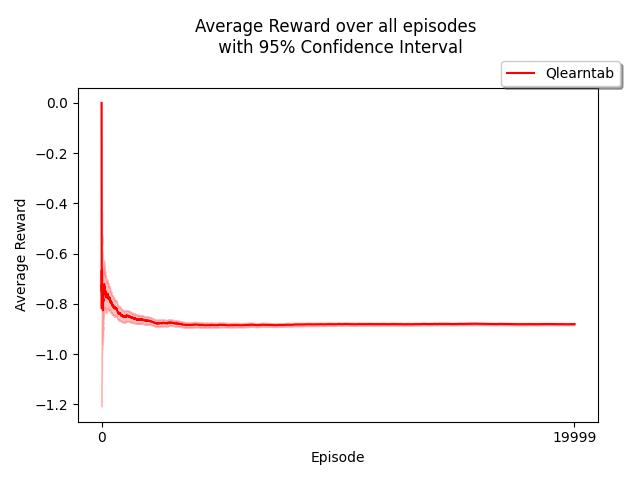 Average Reward over all episodes
with 95% Confidence Interval
Qlearntab
0.0
−0.2
−0.4
−0.6
−0.8
−1.0
−1.2
Average Reward
0
19999
Episode